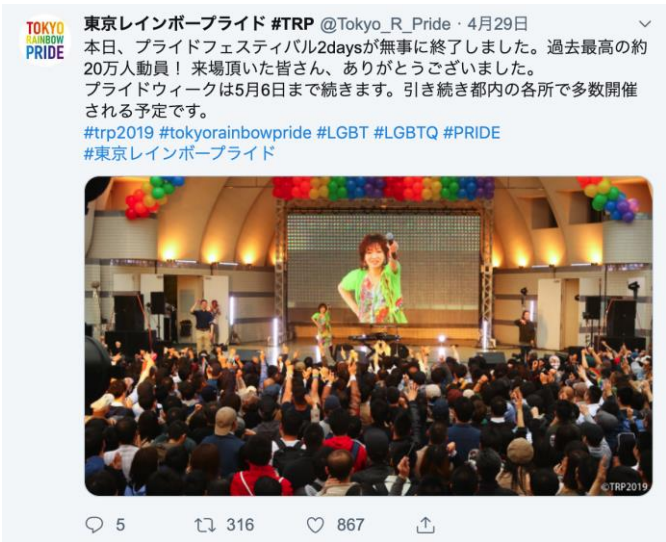 TOKYO
RAINBOW
PRIDE
東京レインボープライド #TRP @Tokyo_R_Pride · 4月29日
本日、プライドフェスティバル2daysが無事に終了しました。過去最高の約
20万人動員！ 来場頂いた皆さん、ありがとうございました。
プライドウィークは5月6日まで続きます。引き続き都内の各所で多数開催
される予定です。
#trp2019 #tokyorainbowpride #LGBT #LGBTQ #PRIDE
#東京レインボープライド
©TRP2019
5 316 867